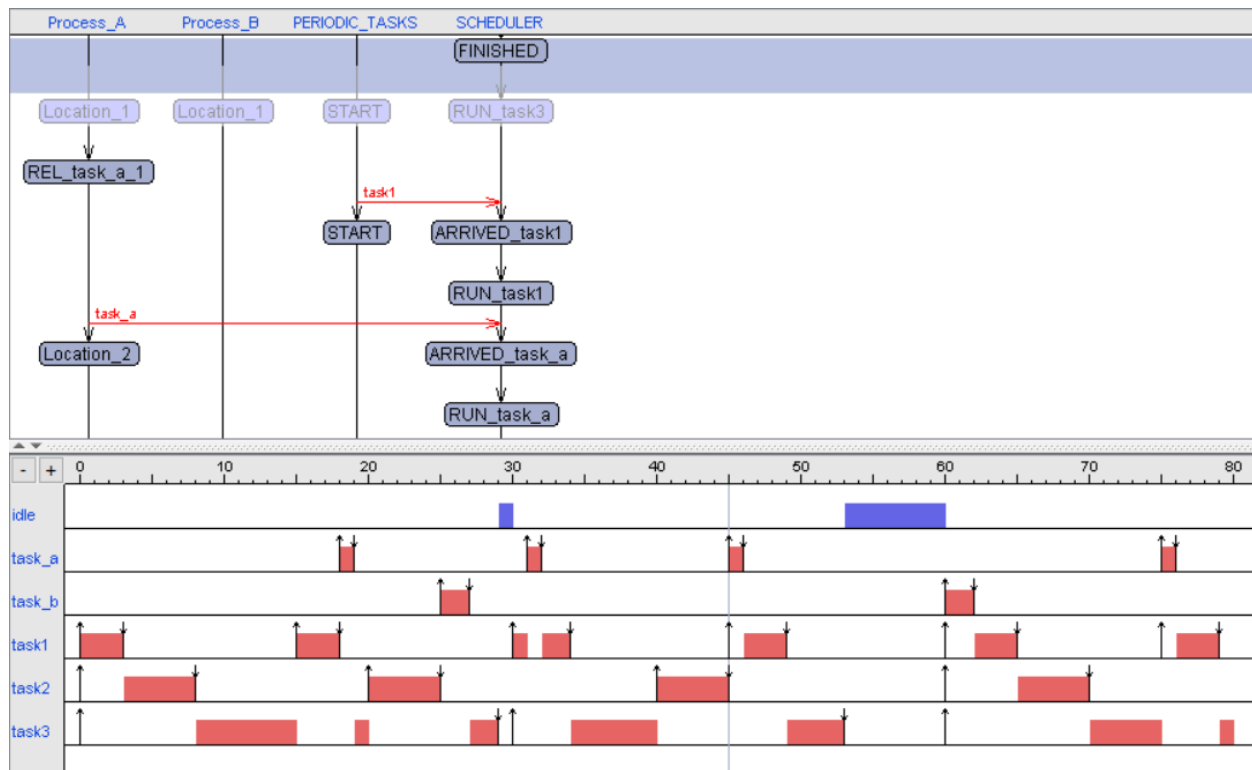 Process_A Process_B PERIODIC_TASKS SCHEDULER
FINISHED
Location_1 Location_1 START RUN_task3
REL_task_a_1
task1
START ARRIVED_task1
RUN_task1
task_a
Location_2 ARRIVED_task_a
RUN_task_a
- + 0 10 20 30 40 50 60 70 80
idle
task_a
task_b
task1
task2
task3